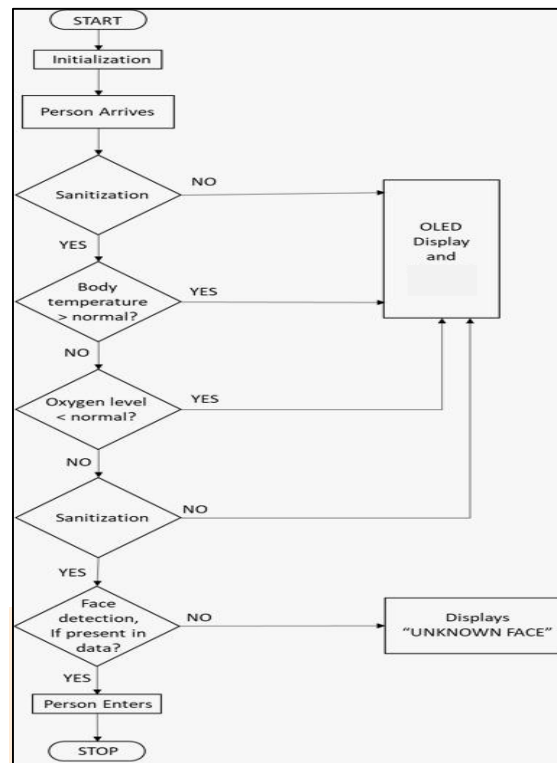 START
Initialization
Person Arrives
Sanitization
NO
YES
OLED
Display
and
Body
temperature
> normal?
YES
NO
Oxygen level
< normal?
YES
NO
Sanitization
NO
YES
Face
detection,
If present in
data?
NO
Displays
“UNKNOWN FACE”
YES
Person Enters
STOP